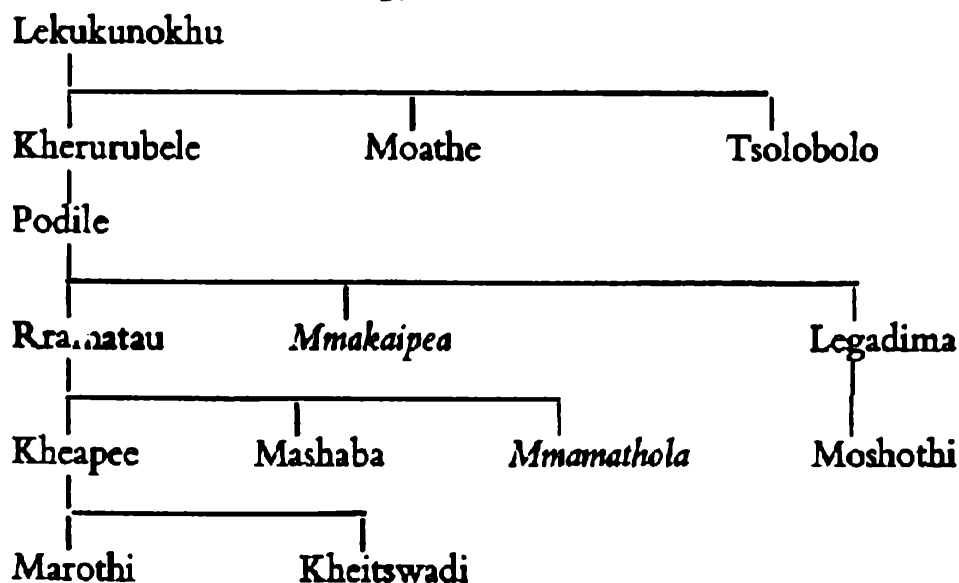 Lekukunokhu
Kherurubele Moathe Tsolobolo
Podile
Mmakaipea Legadima
Kheapee Mashaba Mmamathola Moshothi
Marothi Kheitswadi